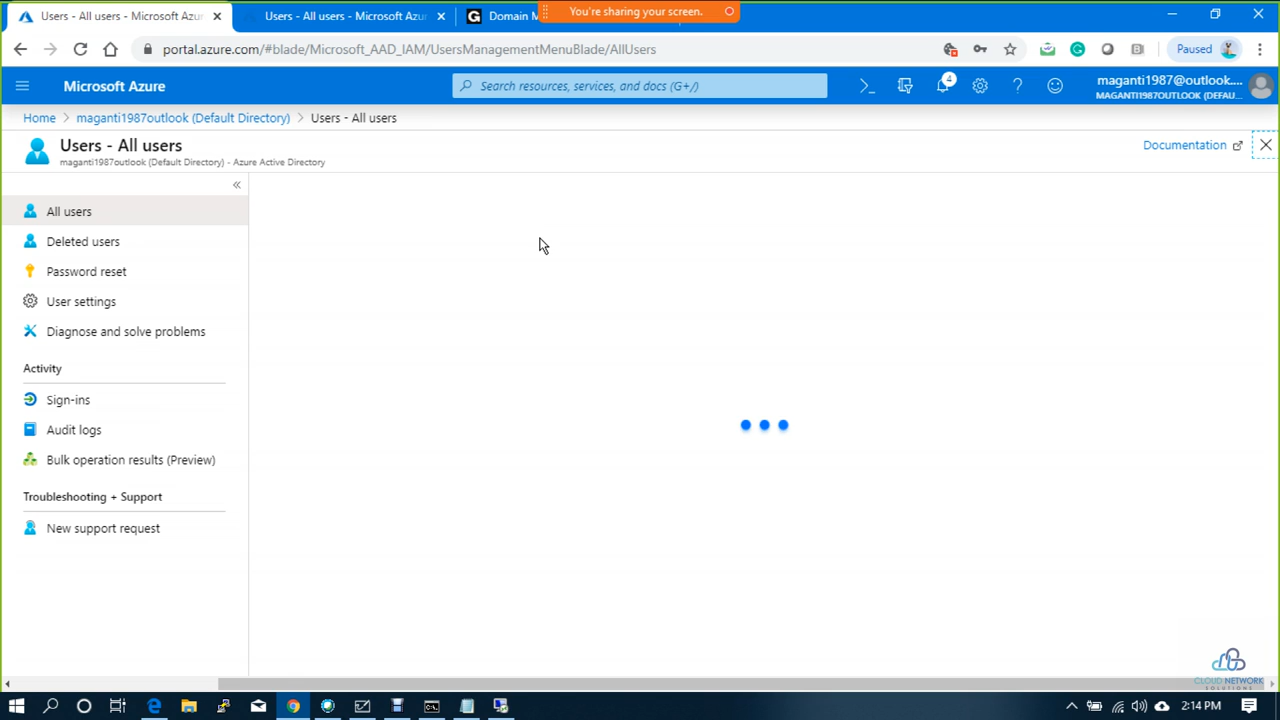 Users - All users - Microsoft Azu
Users - All users - Microsoft Azu
Domain M
You're sharing your screen.
portal.azure.com/#blade/Microsoft_AAD_IAM/UsersManagementMenuBlade/AllUsers
Paused
Microsoft Azure
Search resources, services, and docs (G+/)
4
maganti1987@outlook....
MAGANTI1987OUTLOOK (DEFAU...
Home > maganti1987outlook (Default Directory) > Users - All users
Users - All users
maganti1987outlook (Default Directory) - Azure Active Directory
Documentation
All users
Deleted users
Password reset
User settings
Diagnose and solve problems
Activity
Sign-ins
Audit logs
Bulk operation results (Preview)
Troubleshooting + Support
New support request
CLOUD NETWORK
SOLUTIONS
2:14 PM